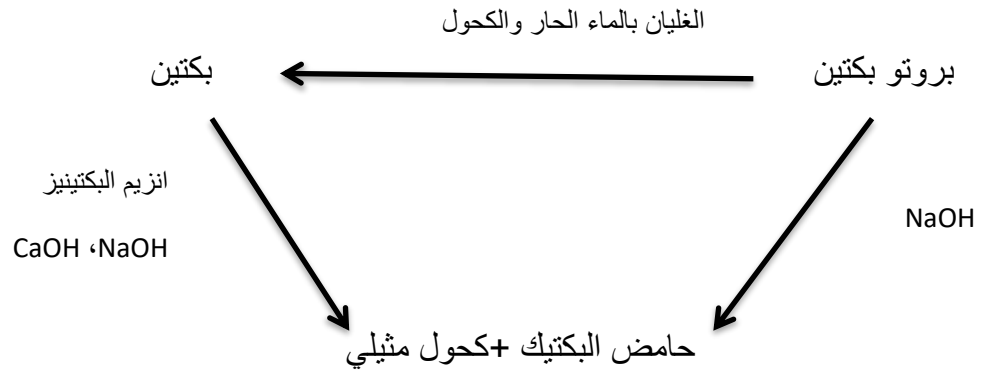 الغليان بالماء الحار والكحول
بروتو بكتين
بكتين
انزيم البكتينيز
NaOH، CaOH
NaOH
حامض البكتيك +كحول مثيلي